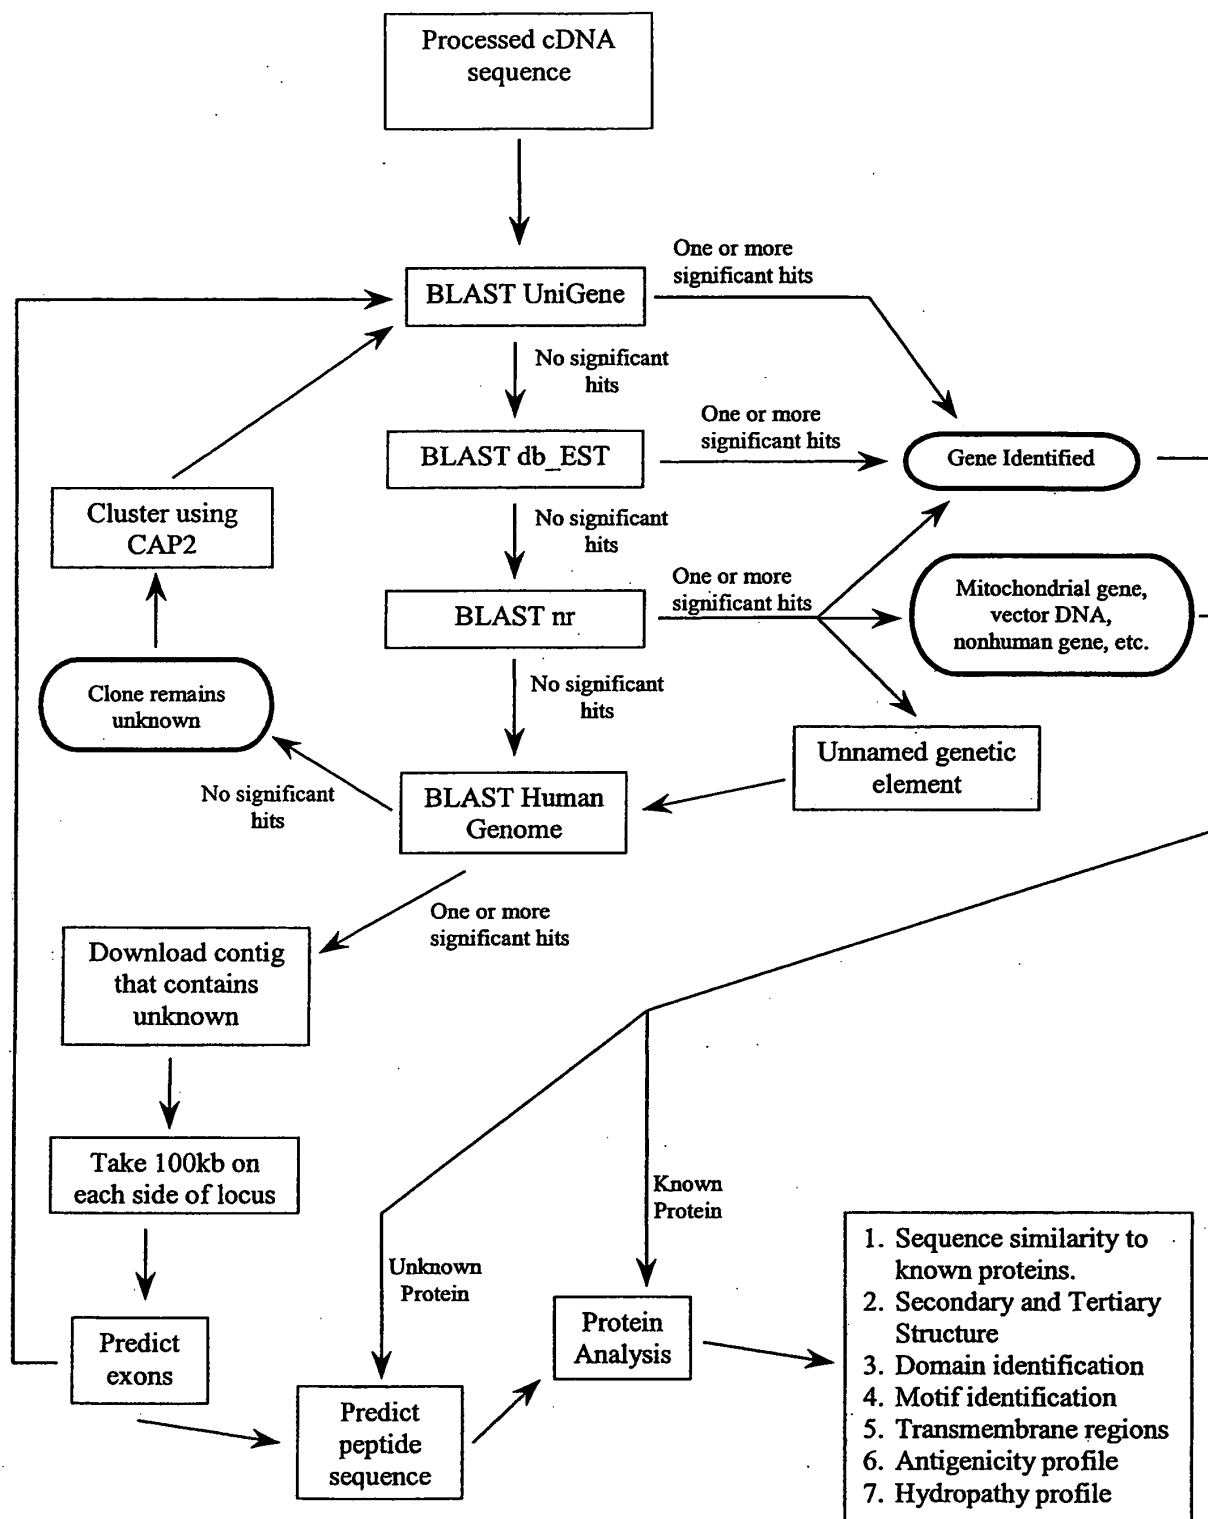 Processed cDNA
sequence
One or more
significant hits
BLAST UniGene
No significant
hits
One or more
significant hits
BLAST db_EST
Gene Identified
Cluster using
CAP2
No significant
hits
One or more
significant hits
BLAST nr
Mitochondrial gene,
vector DNA,
nonhuman gene, etc.
Clone remains
unknown
No significant
hits
Unnamed genetic
element
No significant
hits
BLAST Human
Genome
One or more
significant hits
Download contig
that contains
unknown
Take 100kb on
each side of locus
Known
Protein
Unknown
Protein
Predict
exons
Protein
Analysis
Predict
peptide
sequence
1. Sequence similarity to
known proteins.
2. Secondary and Tertiary
Structure
3. Domain identification
4. Motif identification
5. Transmembrane regions
6. Antigenicity profile
7. Hydropathy profile